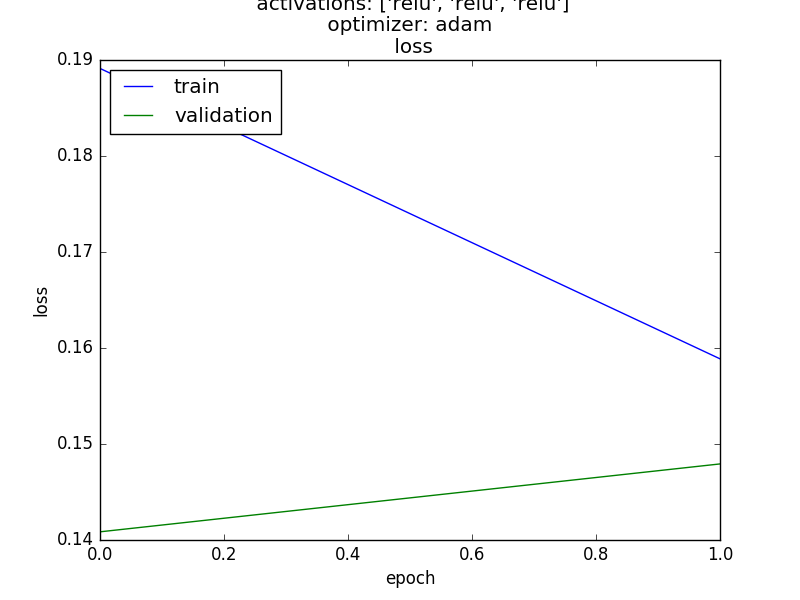 activations: ['relu', 'relu', 'relu']
optimizer: adam
loss
train
validation
0.19
0.18
0.17
0.16
0.15
0.14
loss
0.0 0.2 0.4 0.6 0.8 1.0
epoch